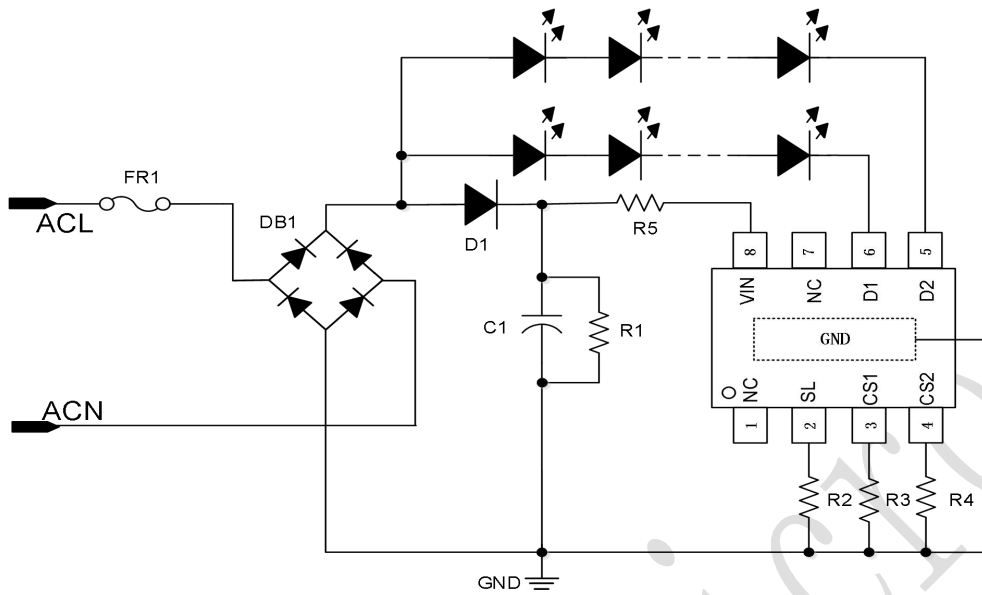 FR1
ACL
DB1
D1
R5
C1
R1
ACN
GND
8
7
6
5
VIN
NC
D1
D2
GND
NC
SL
CS1
CS2
1
2
3
4
R2
R3
R4
icro